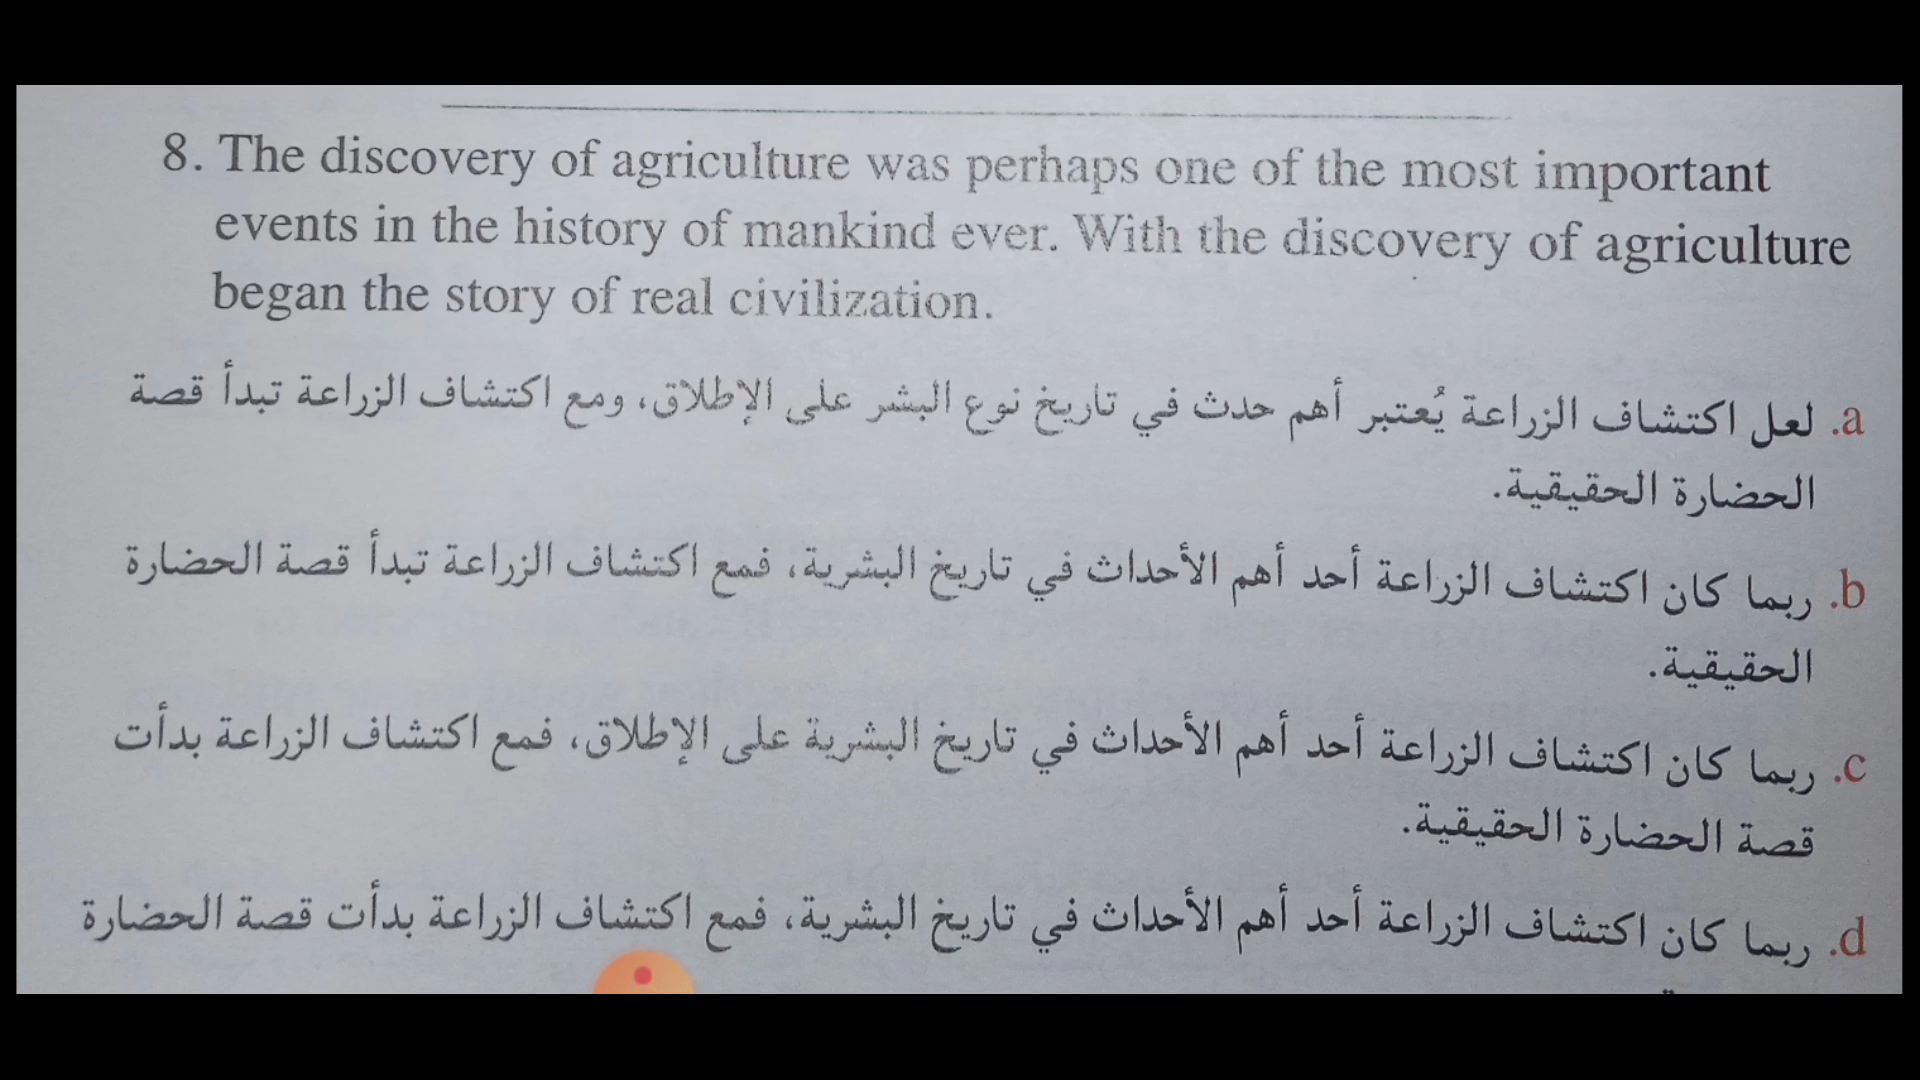 8. The discovery of agriculture was perhaps one of the most important
events in the history of mankind ever. With the discovery of agriculture
began the story of real civilization.
a. لعل اكتشاف الزراعة يُعتبر أهم حدث في تاريخ نوع البشر على الإطلاق، ومع اكتشاف الزراعة تبدأ قصة
الحضارة الحقيقية.
b. ربما كان اكتشاف الزراعة أحد أهم الأحداث في تاريخ البشرية، فمع اكتشاف الزراعة تبدأ قصة الحضارة
الحقيقية.
c. ربما كان اكتشاف الزراعة أحد أهم الأحداث في تاريخ البشرية على الإطلاق، فمع اكتشاف الزراعة بدأت
قصة الحضارة الحقيقية.
d. ربما كان اكتشاف الزراعة أحد أهم الأحداث في تاريخ البشرية، فمع اكتشاف الزراعة بدأت قصة الحضارة